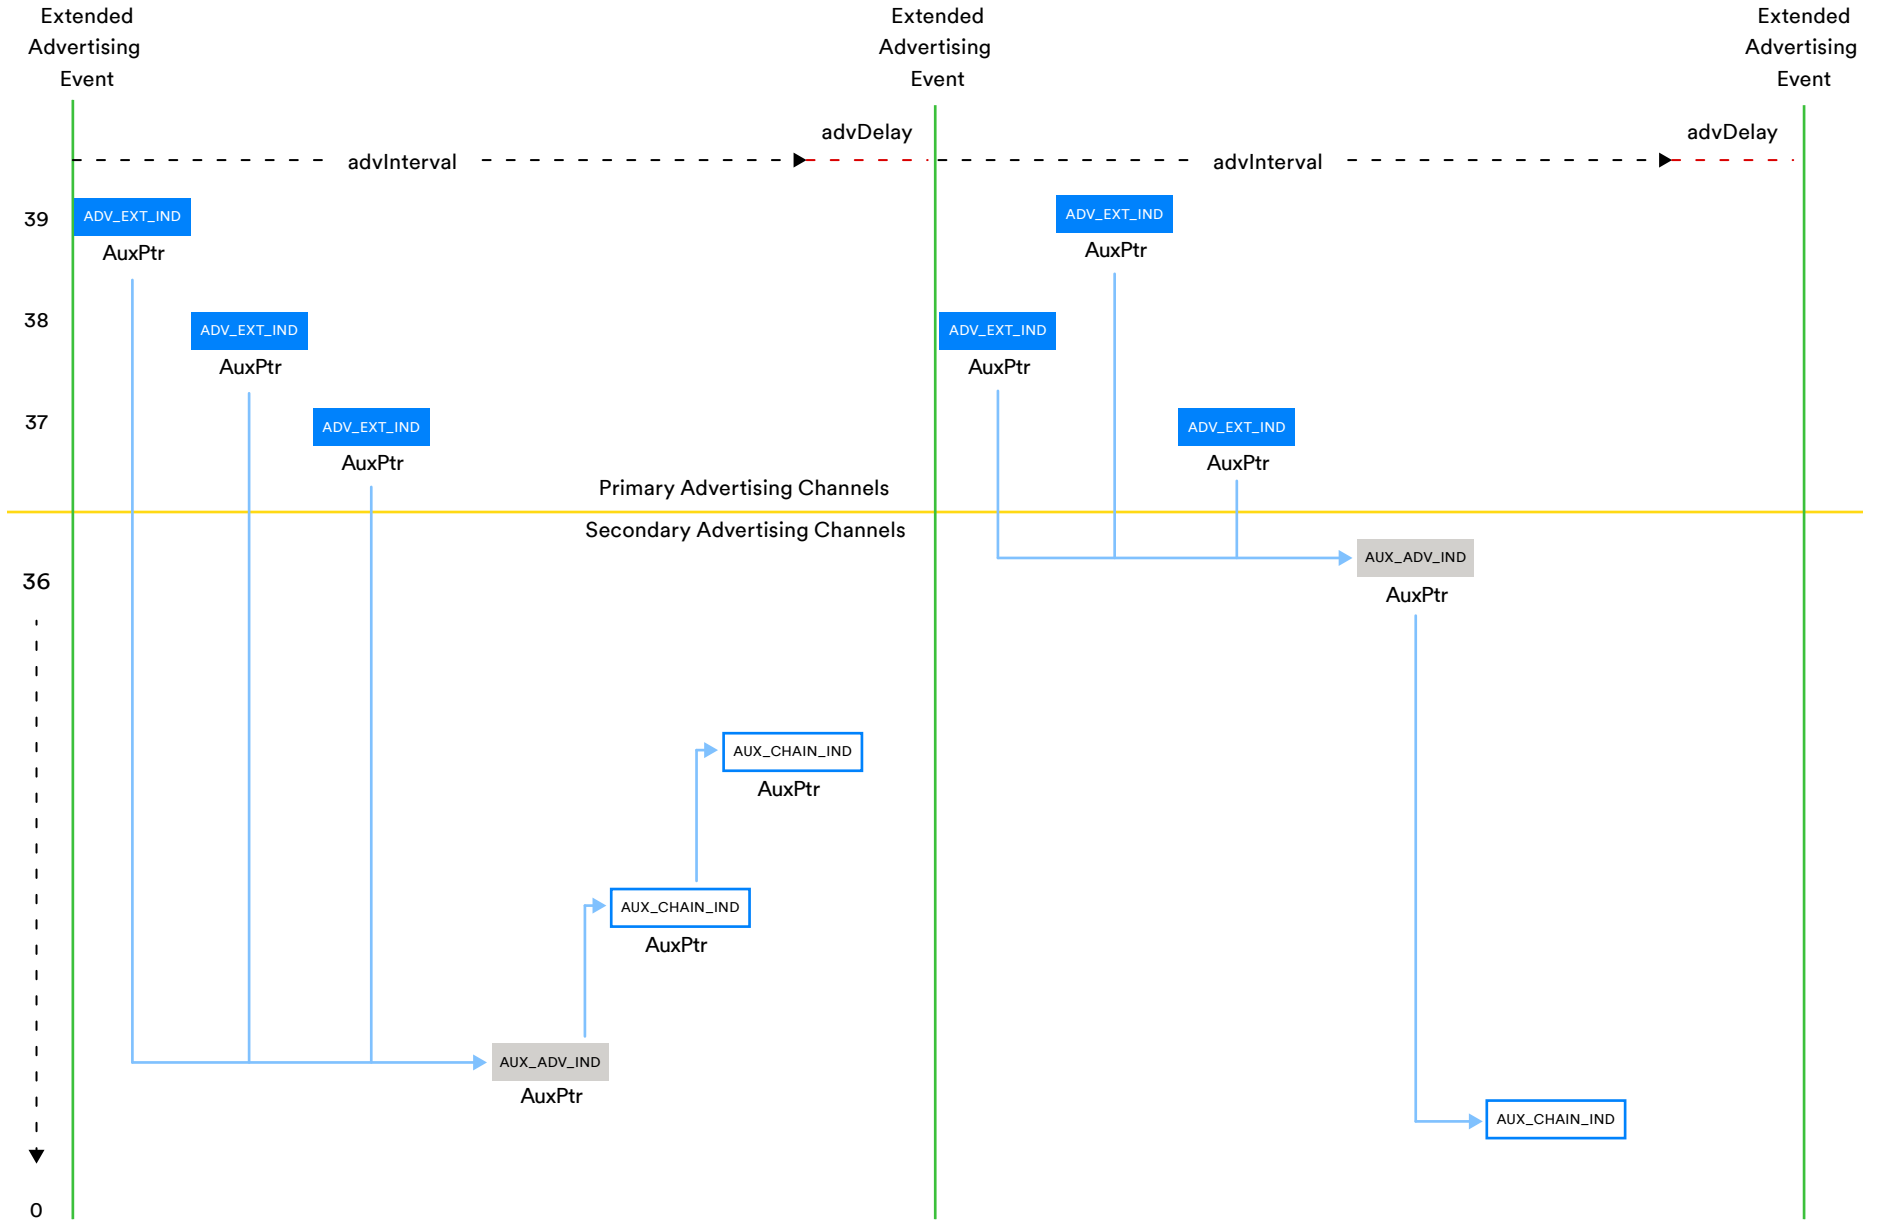 Extended
Advertising
Event
Extended
Advertising
Event
Extended
Advertising
Event
advDelay
advDelay
advInterval
advInterval
39
ADV_EXT_IND
AuxPtr
ADV_EXT_IND
AuxPtr
38
ADV_EXT_IND
AuxPtr
ADV_EXT_IND
AuxPtr
37
ADV_EXT_IND
AuxPtr
ADV_EXT_IND
AuxPtr
Primary Advertising Channels
Secondary Advertising Channels
36
AUX_ADV_IND
AuxPtr
AUX_CHAIN_IND
AuxPtr
AUX_CHAIN_IND
AuxPtr
AUX_ADV_IND
AuxPtr
AUX_CHAIN_IND
0